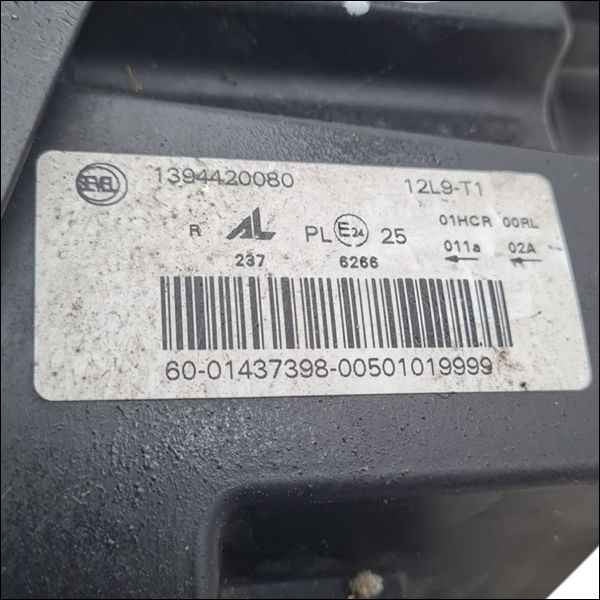 SEVEL 1394420080 12L9-T1
R AL PL E24 25 01HCR 00RL
237 6266 011a 02A
60-01437398-00501019999